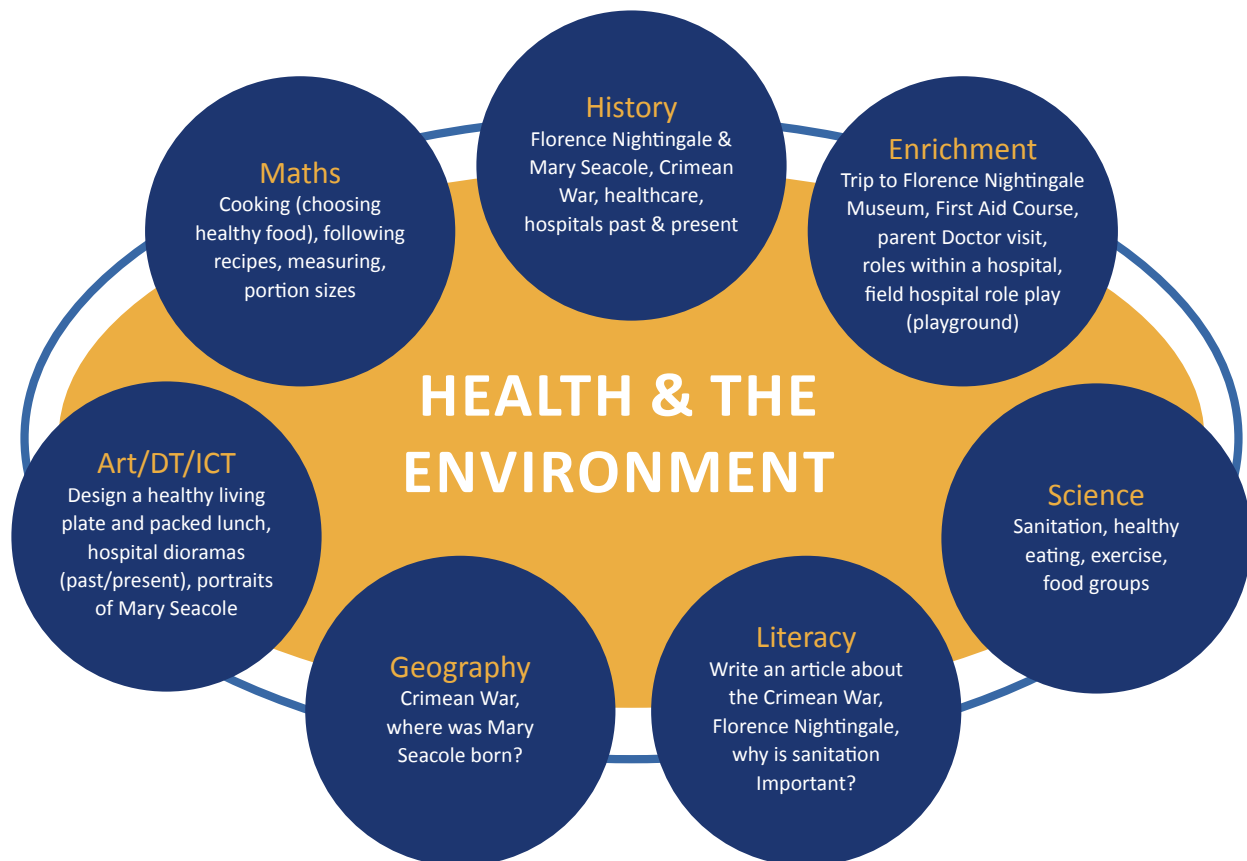 History
Florence Nightingale &
Mary Seacole, Crimean
War, healthcare,
hospitals past & present
Maths
Cooking (choosing
healthy food), following
recipes, measuring,
portion sizes
Enrichment
Trip to Florence Nightingale
Museum, First Aid Course,
parent Doctor visit,
roles within a hospital,
field hospital role play
(playground)
HEALTH & THE
ENVIRONMENT
Art/DT/ICT
Design a healthy living
plate and packed lunch,
hospital dioramas
(past/present), portraits
of Mary Seacole
Science
Sanitation, healthy
eating, exercise,
food groups
Geography
Crimean War,
where was Mary
Seacole born?
Literacy
Write an article about
the Crimean War,
Florence Nightingale,
why is sanitation
Important?